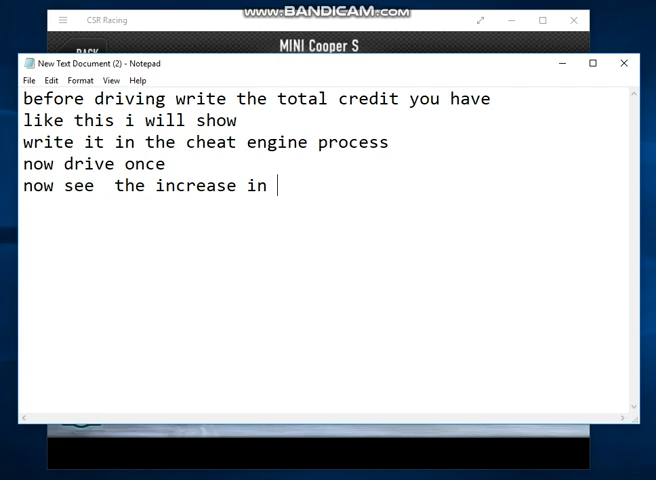 www.BANDICAM.com
CSR Racing
BACK
MINI Cooper S
New Text Document (2) - Notepad
File Edit Format View Help
before driving write the total credit you have
like this i will show
write it in the cheat engine process
now drive once
now see  the increase in